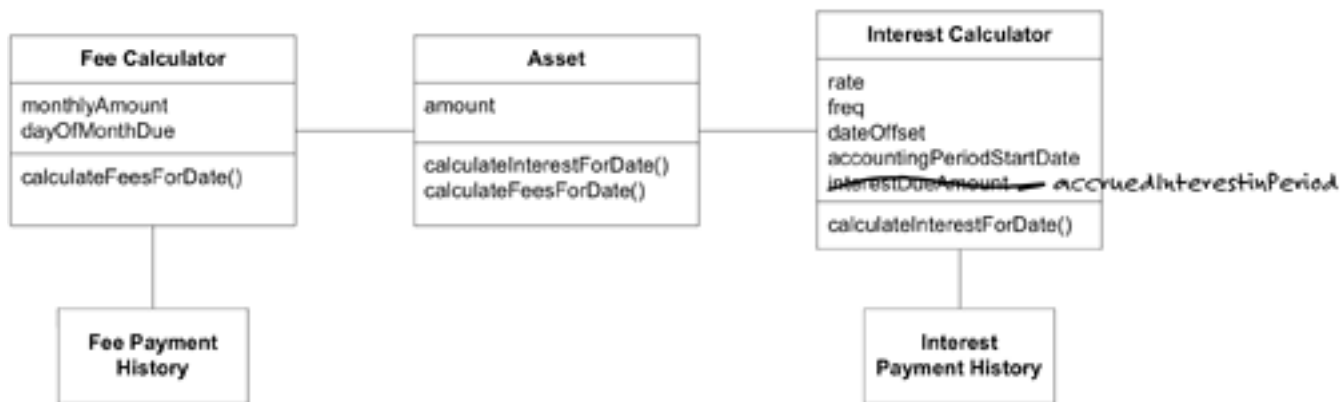 Fee Calculator
monthlyAmount
dayOfMonthDue
calculateFeesForDate()
Fee Payment
History
Asset
amount
calculateInterestForDate()
calculateFeesForDate()
Interest Calculator
rate
freq
dateOffset
accountingPeriodStartDate
interestDueAmount accruedInterestinPeriod
calculateInterestForDate()
Interest
Payment History